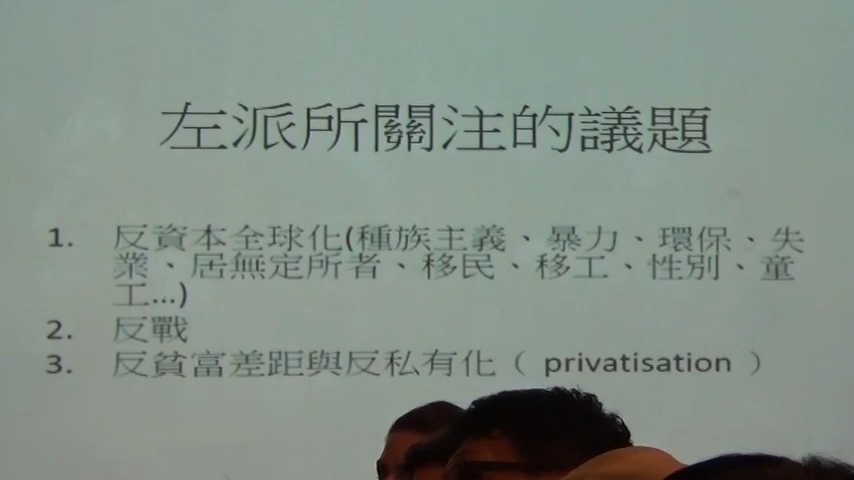 左派所關注的議題
1. 反資本全球化(種族主義、暴力、環保、失
業、居無定所者、移民、移工、性別、童
工...)
2. 反戰
3. 反貧富差距與反私有化（ privatisation ）